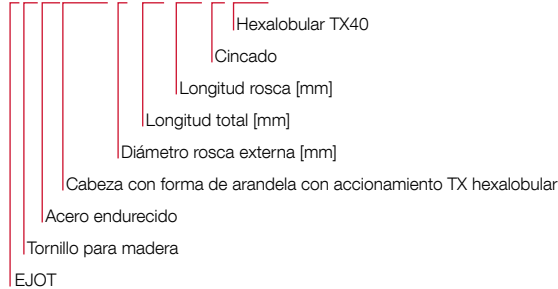 Hexalobular TX40
Cincado
Longitud rosca [mm]
Longitud total [mm]
Diámetro rosca externa [mm]
Cabeza con forma de arandela con accionamiento TX hexalobular
Acero endurecido
Tornillo para madera
EJOT